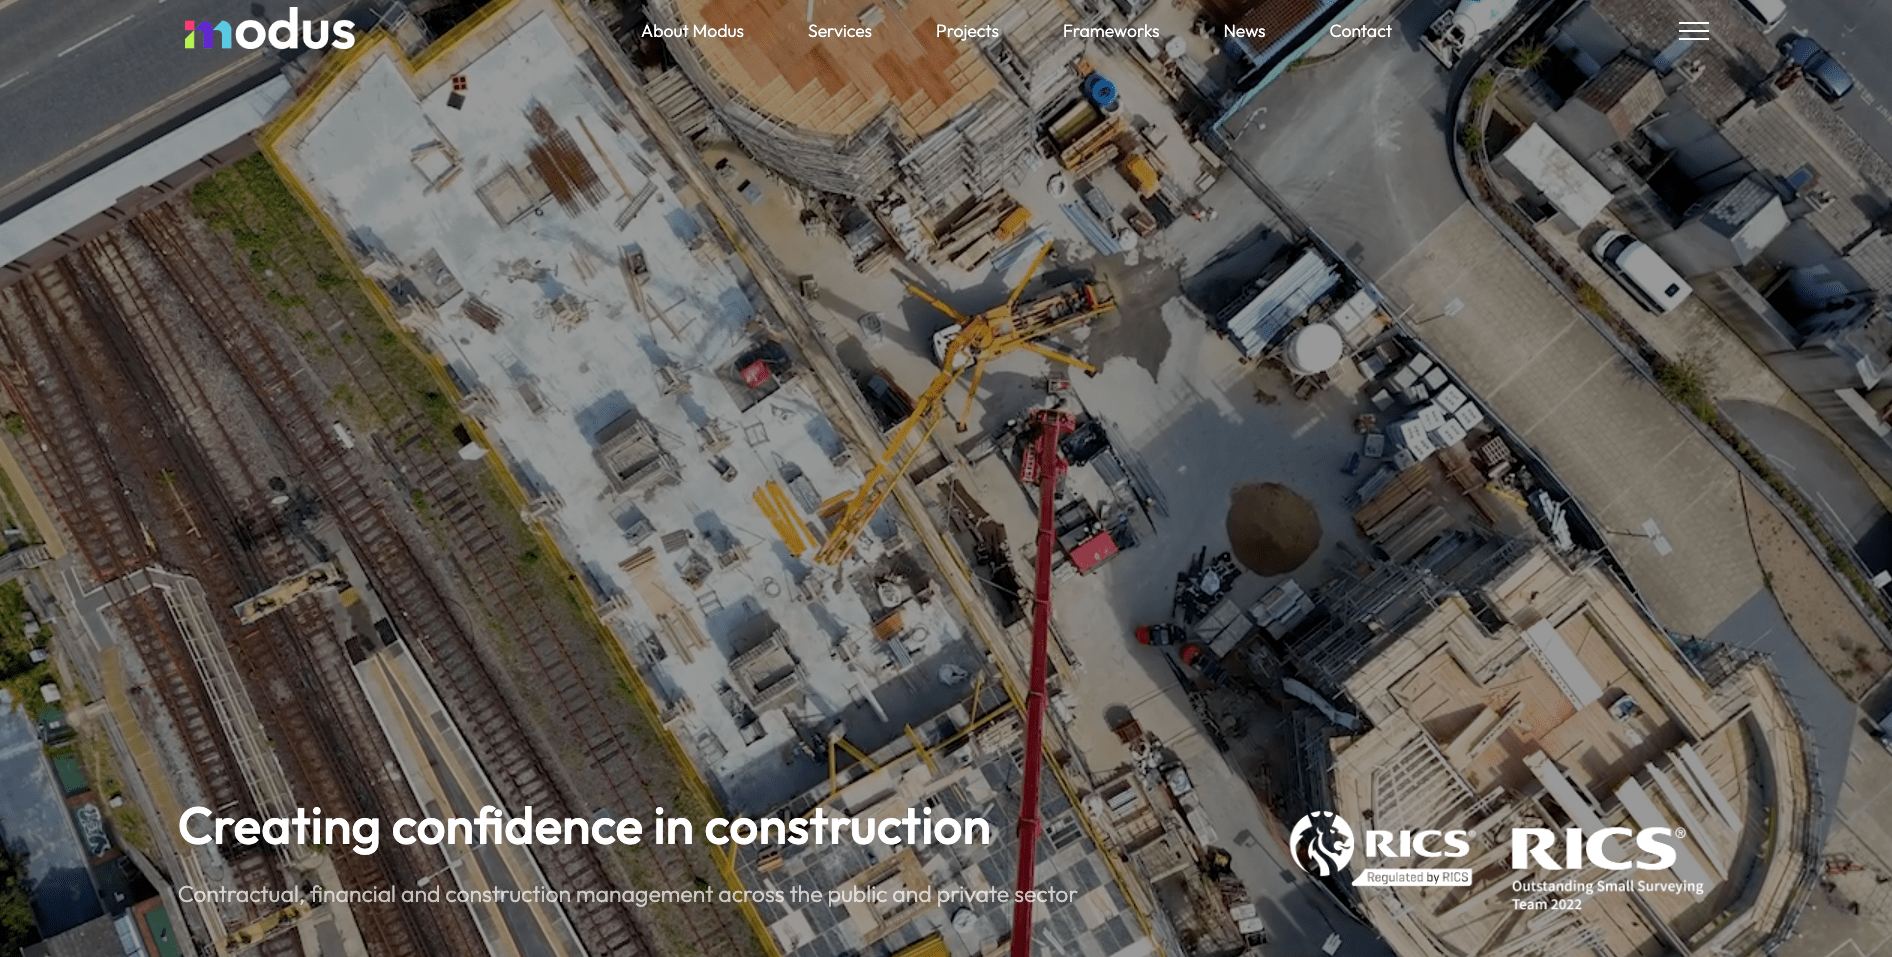 modus
About Modus
Services
Projects
Frameworks
News
Contact
Creating confidence in construction
Contractual, financial and construction management across the public and private sector
RICS®
Regulated by RICS
RICS®
Outstanding Small Surveying
Team 2022